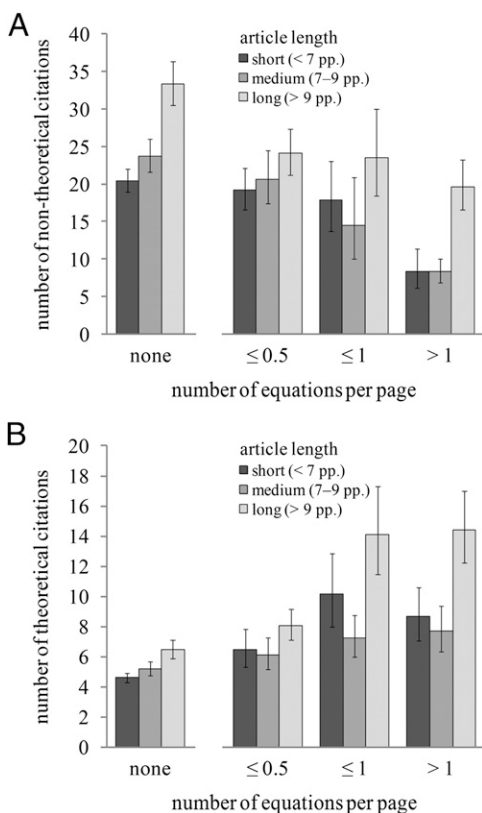 A
number of non-theoretical citations
40
35
30
25
20
15
10
5
0
article length
short (< 7 pp.)
medium (7–9 pp.)
long (> 9 pp.)
none
≤ 0.5
≤ 1
> 1
number of equations per page
B
number of theoretical citations
20
18
16
14
12
10
8
6
4
2
0
article length
short (< 7 pp.)
medium (7–9 pp.)
long (> 9 pp.)
none
≤ 0.5
≤ 1
> 1
number of equations per page